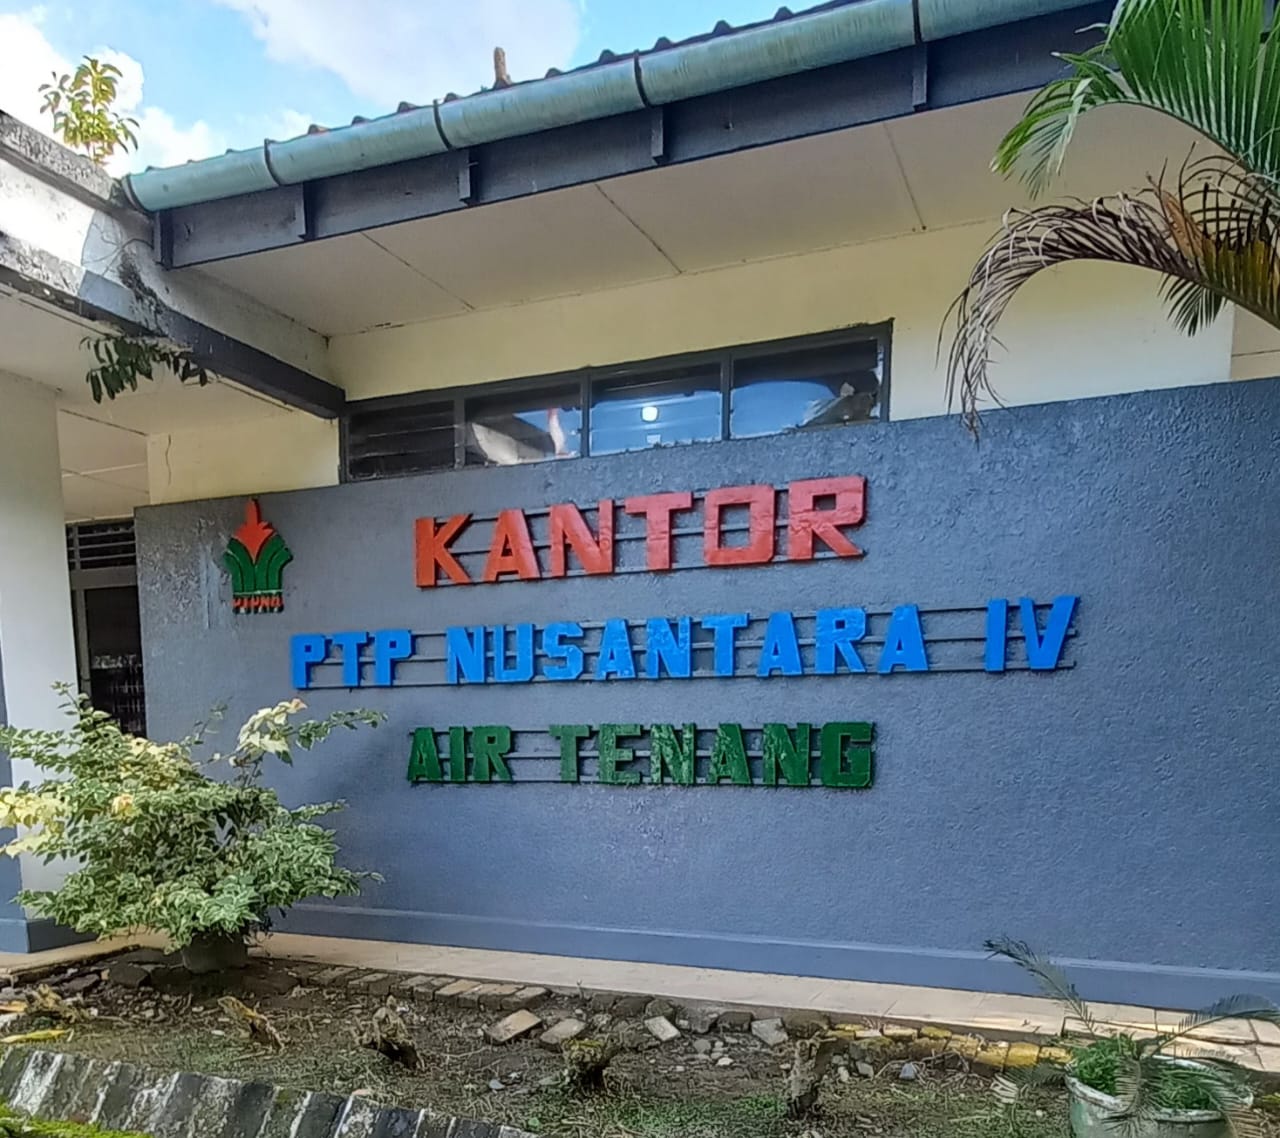 KANTOR
PTP NUSANTARA IV
AIR TENANG